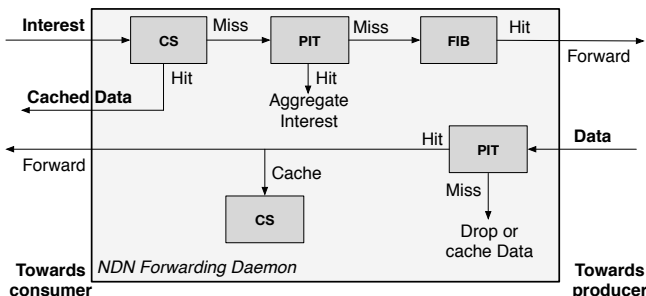 Interest
CS
Miss
PIT
Miss
FIB
Hit
Forward
Hit
Cached Data
Hit
Aggregate
Interest
Data
Hit
PIT
Forward
Cache
Miss
CS
Drop or
cache Data
NDN Forwarding Daemon
Towards
consumer
Towards
producer